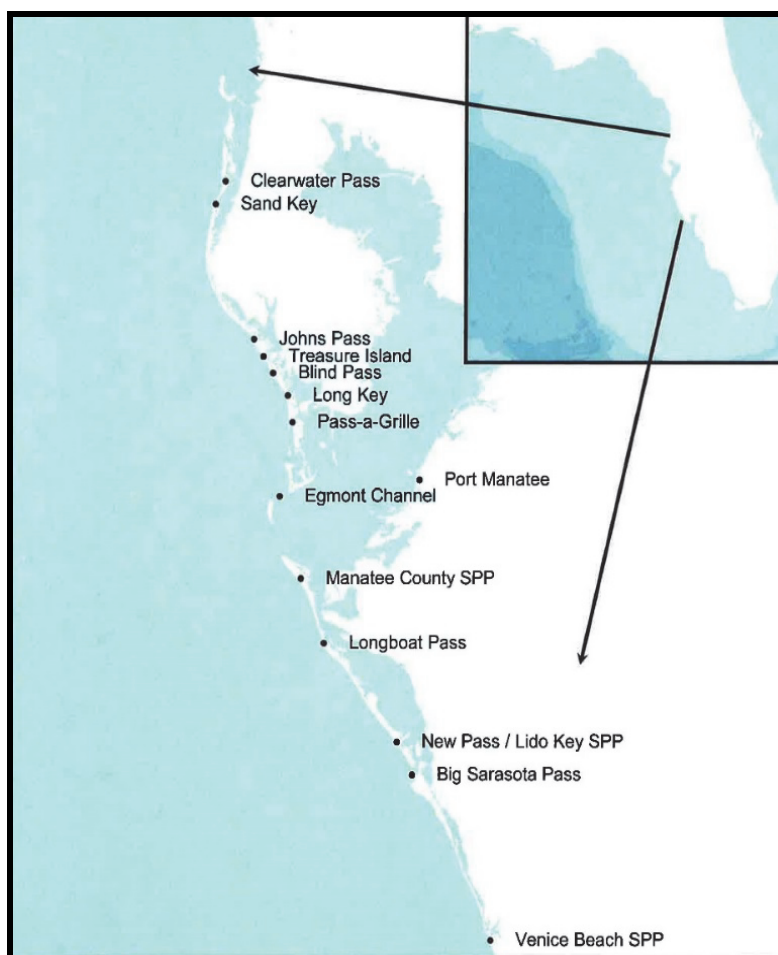 Clearwater Pass
Sand Key
Johns Pass
Treasure Island
Blind Pass
Long Key
Pass-a-Grille
Port Manatee
Egmont Channel
Manatee County SPP
Longboat Pass
New Pass / Lido Key SPP
Big Sarasota Pass
Venice Beach SPP